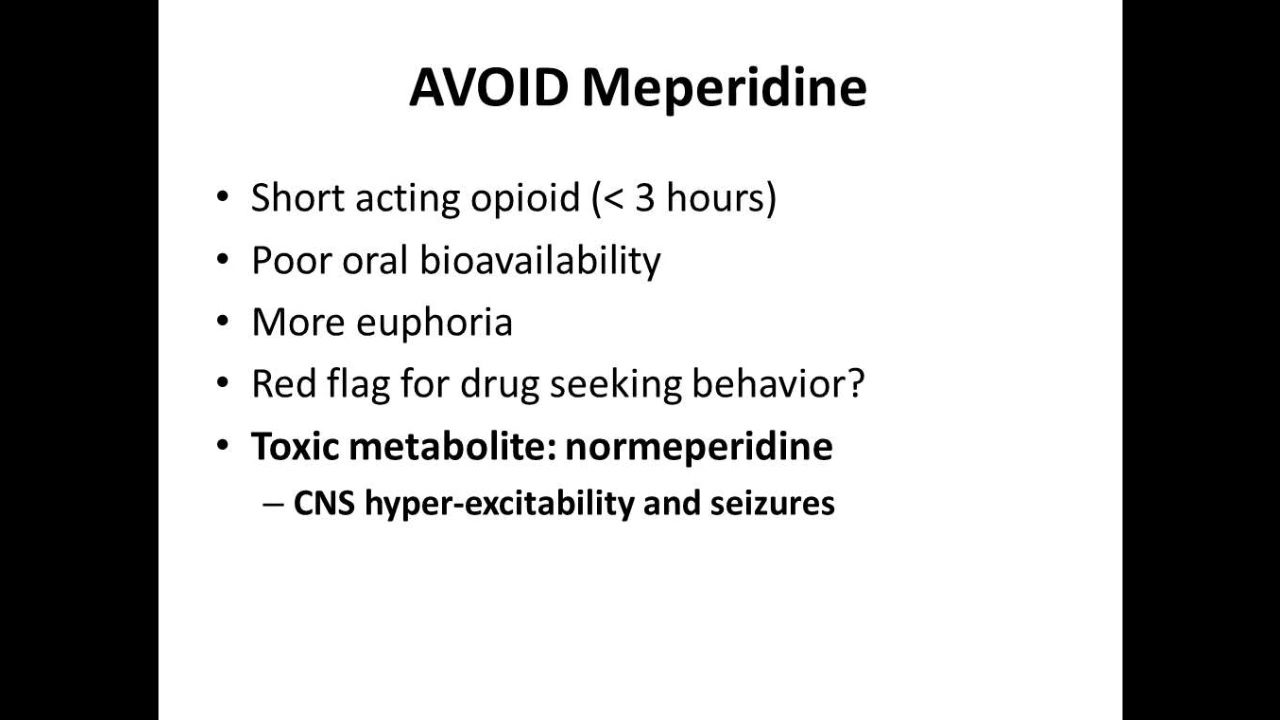 AVOID Meperidine
• Short acting opioid (< 3 hours)
• Poor oral bioavailability
• More euphoria
• Red flag for drug seeking behavior?
• Toxic metabolite: normeperidine
– CNS hyper-excitability and seizures